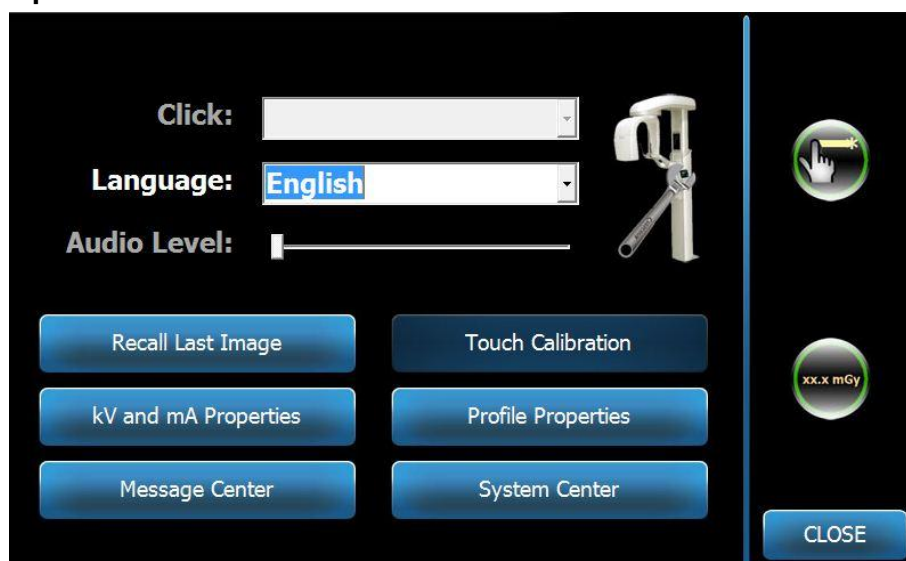 Click:
Language: English
Audio Level:
Recall Last Image
Touch Calibration
kV and mA Properties
Profile Properties
Message Center
System Center
xx.x mGy
CLOSE